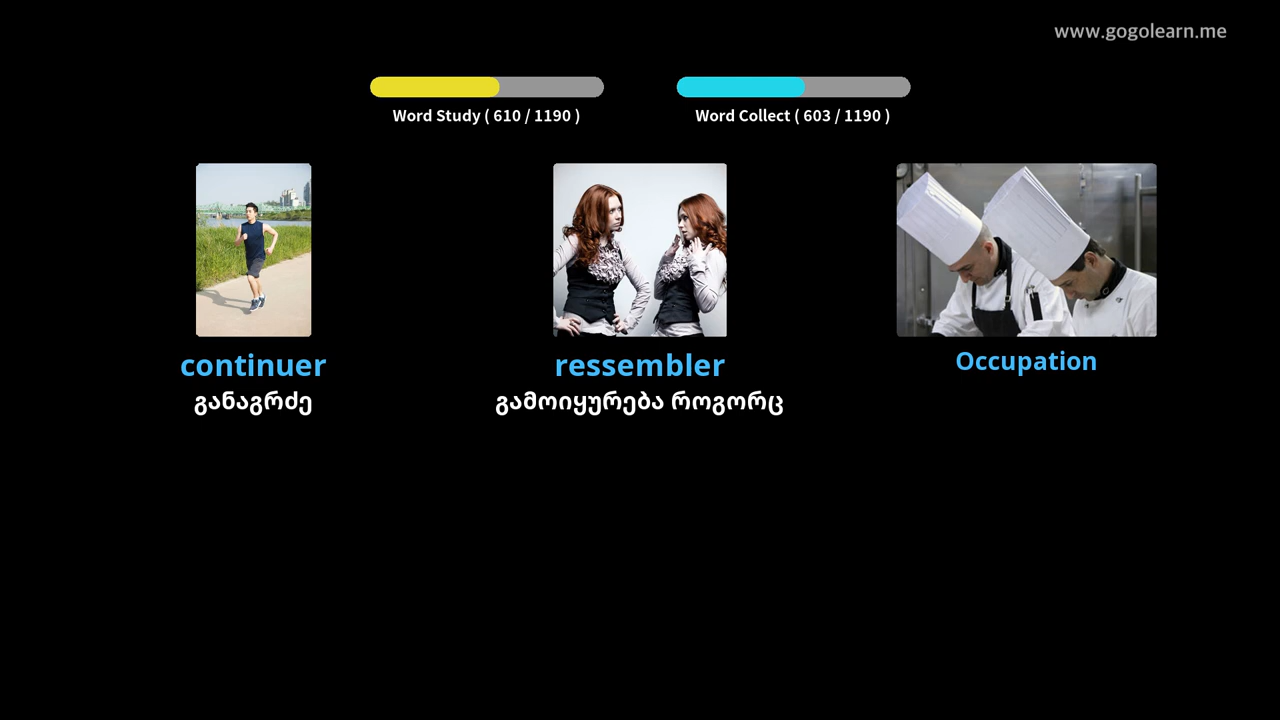 www.gogolearn.me
Word Study ( 610 / 1190 )
Word Collect ( 603 / 1190 )
continuer
განაგრძე
ressembler
გამოიყურება როგორც
Occupation